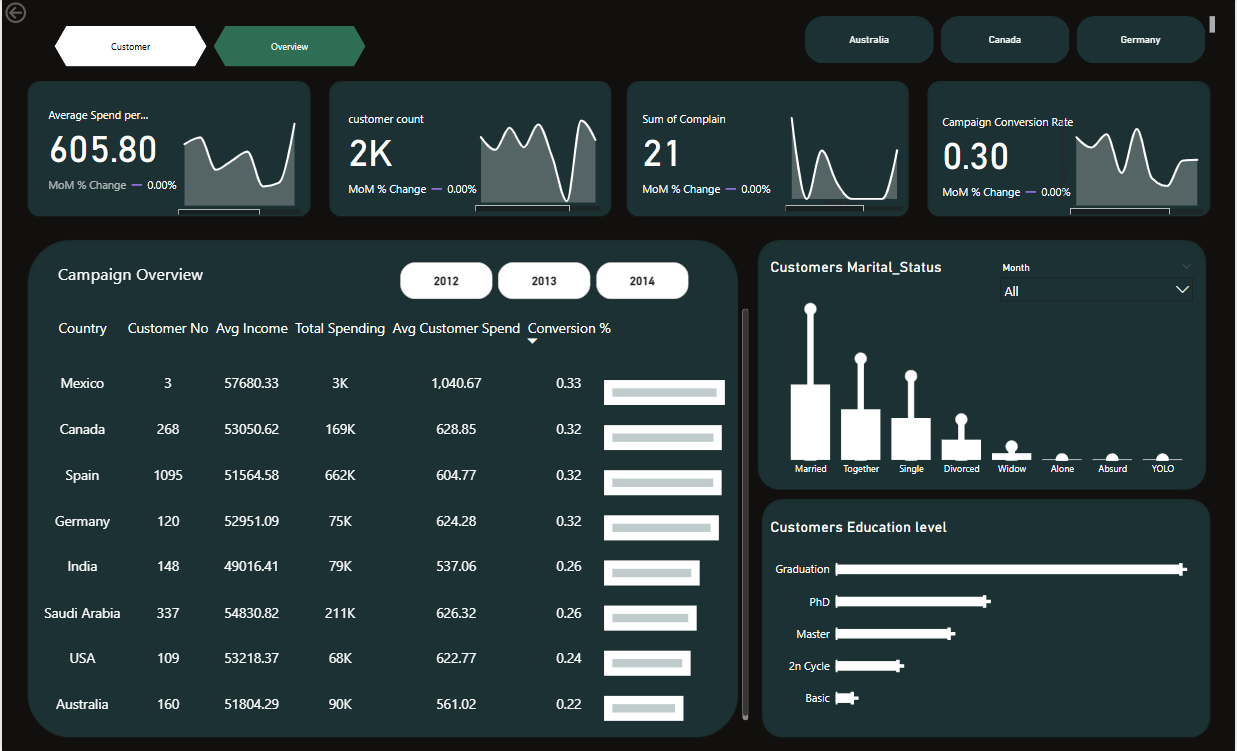 Customer
Overview
Australia
Canada
Germany
Average Spend per...
605.80
MoM % Change 0.00%
customer count
2K
MoM % Change 0.00%
Sum of Complain
21
MoM % Change 0.00%
Campaign Conversion Rate
0.30
MoM % Change 0.00%
Campaign Overview
2012
2013
2014
Country Customer No Avg Income Total Spending Avg Customer Spend Conversion %
Mexico 3 57680.33 3K 1,040.67 0.33
Canada 268 53050.62 169K 628.85 0.32
Spain 1095 51564.58 662K 604.77 0.32
Germany 120 52951.09 75K 624.28 0.32
India 148 49016.41 79K 537.06 0.26
Saudi Arabia 337 54830.82 211K 626.32 0.26
USA 109 53218.37 68K 622.77 0.24
Australia 160 51804.29 90K 561.02 0.22
Customers Marital_Status
Month
All
Married Together Single Divorced Widow Alone Absurd YOLO
Customers Education level
Graduation
PhD
Master
2n Cycle
Basic